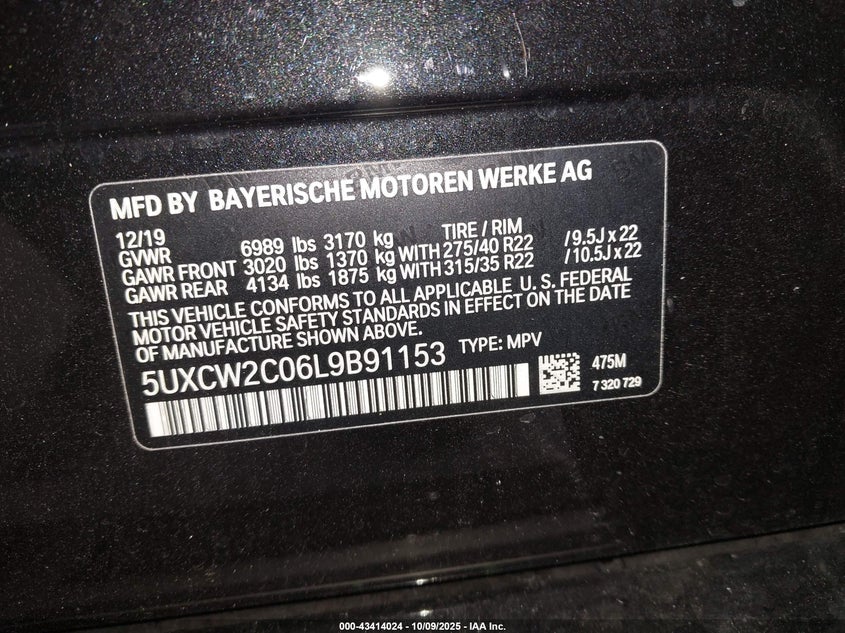 MFD BY BAYERISCHE MOTOREN WERKE AG
12/19 TIRE / RIM
GVWR 6989 lbs 3170 kg
GAWR FRONT 3020 lbs 1370 kg WITH 275/40 R22 /9.5J x 22
GAWR REAR 4134 lbs 1875 kg WITH 315/35 R22 /10.5J x 22
THIS VEHICLE CONFORMS TO ALL APPLICABLE U.S. FEDERAL
MOTOR VEHICLE SAFETY STANDARDS IN EFFECT ON THE DATE
OF MANUFACTURE SHOWN ABOVE.
5UXCW2C06L9B91153 TYPE: MPV
475M
7 320 729
000-43414024 - 10/09/2025 - IAA Inc.